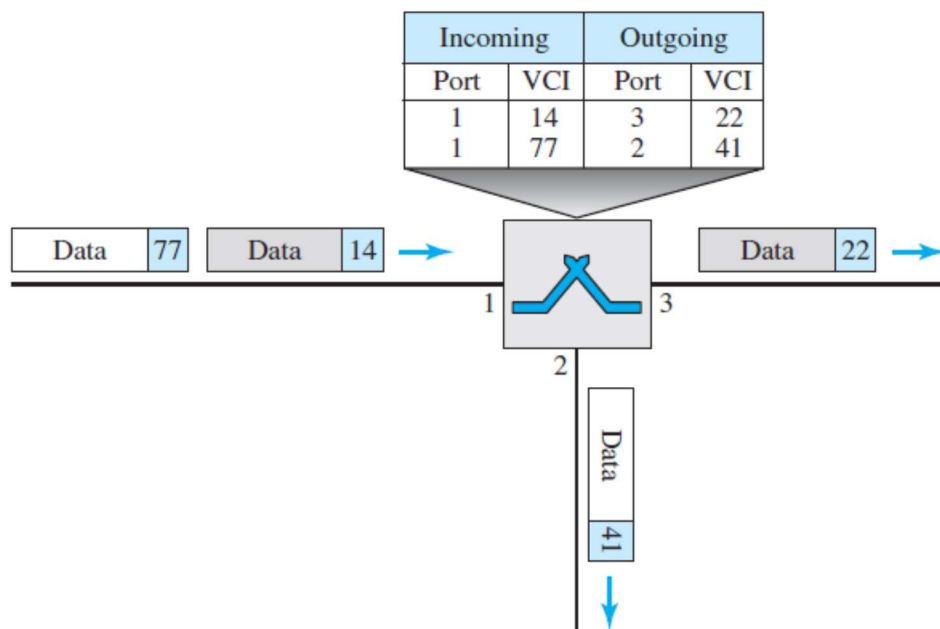 Incoming Outgoing
Port VCI Port VCI
1 14 3 22
1 77 2 41
Data 77 Data 14 Data 22
1 3
2
Data 41